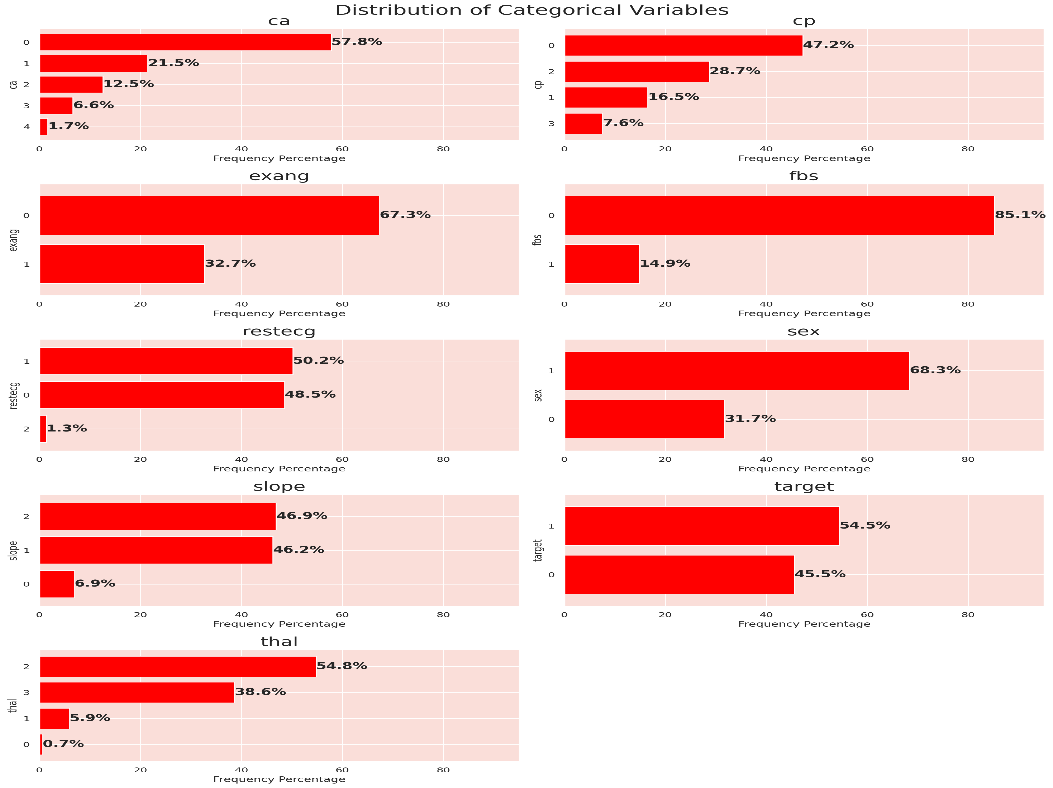 Distribution of Categorical Variables
ca
0 57.8%
1 21.5%
ca 2 12.5%
3 6.6%
4 1.7%
0 20 40 60 80
Frequency Percentage
cp
0 47.2%
cp 2 28.7%
1 16.5%
3 7.6%
0 20 40 60 80
Frequency Percentage
exang
0 67.3%
exang
1 32.7%
0 20 40 60 80
Frequency Percentage
fbs
0 85.1%
fbs
1 14.9%
0 20 40 60 80
Frequency Percentage
restecg
1 50.2%
restecg 0 48.5%
2 1.3%
0 20 40 60 80
Frequency Percentage
sex
1 68.3%
sex
0 31.7%
0 20 40 60 80
Frequency Percentage
slope
2 46.9%
slope 1 46.2%
0 6.9%
0 20 40 60 80
Frequency Percentage
target
1 54.5%
target
0 45.5%
0 20 40 60 80
Frequency Percentage
thal
2 54.8%
3 38.6%
thal
1 5.9%
0 0.7%
0 20 40 60 80
Frequency Percentage